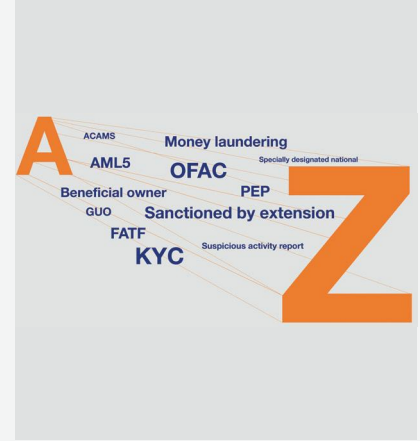 A
ACAMS
Money laundering
AML5
OFAC
Specially designated national
Beneficial owner
PEP
GUO
Sanctioned by extension
FATF
Suspicious activity report
KYC
Z